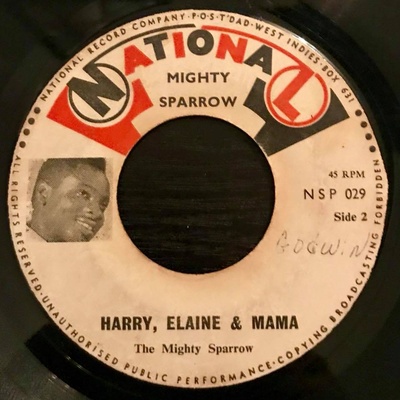 NATIONAL RECORD COMPANY·P·O·S·T'DAD·WEST INDIES·BOX 631
NATIONAL
MIGHTY
SPARROW
45 RPM
NSP 029
Side 2
HARRY, ELAINE & MAMA
The Mighty Sparrow
ALL RIGHTS RESERVED·UNAUTHORISED PUBLIC PERFORMANCE·COPYING BROADCASTING FORBIDDEN